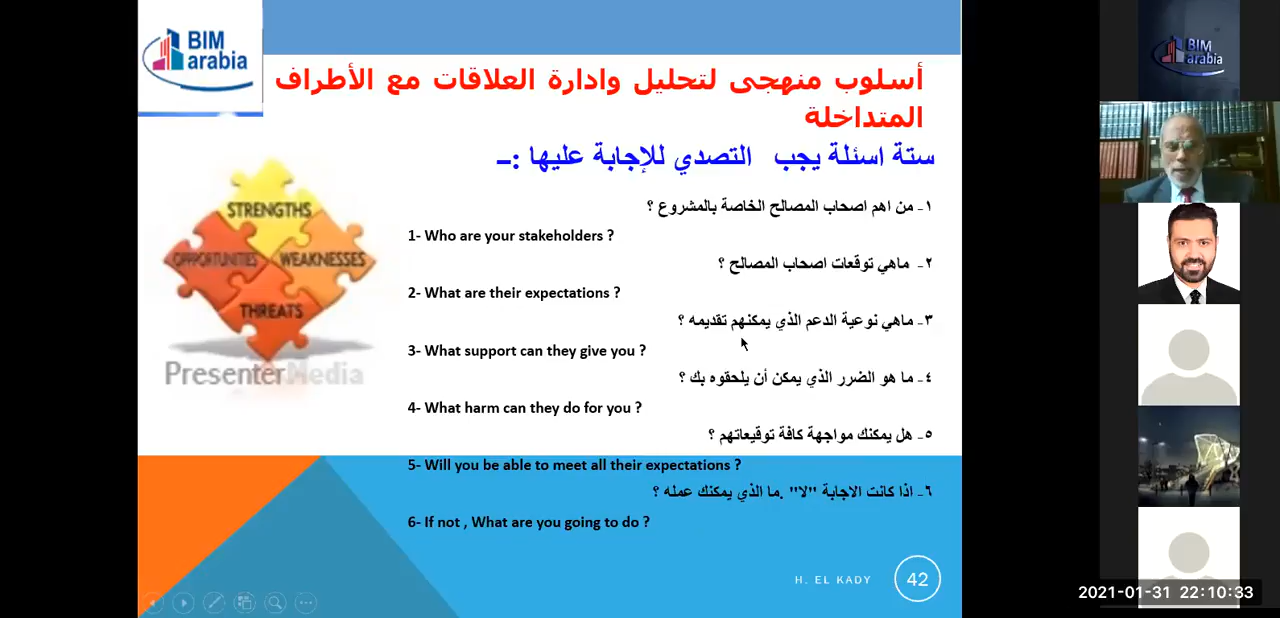 BIM
arabia
أسلوب منهجى لتحليل وادارة العلاقات مع الأطراف
المتداخلة
ستة اسئلة يجب التصدي للإجابة عليها :ـ
١- من اهم اصحاب المصالح الخاصة بالمشروع ؟
1- Who are your stakeholders ?
٢- ماهي توقعات اصحاب المصالح ؟
2- What are their expectations ?
٣- ماهي نوعية الدعم الذي يمكنهم تقديمه ؟
3- What support can they give you ?
٤- ما هو الضرر الذي يمكن أن يلحقوه بك ؟
4- What harm can they do for you ?
٥- هل يمكنك مواجهة كافة توقيعاتهم ؟
5- Will you be able to meet all their expectations ?
٦- اذا كانت الاجابة "لا" .ما الذي يمكنك عمله ؟
6- If not , What are you going to do ?
STRENGTHS
OPPORTUNITIES
WEAKNESSES
THREATS
PresenterMedia
H. EL KADY
42
BIM
arabia
2021-01-31 22:10:33